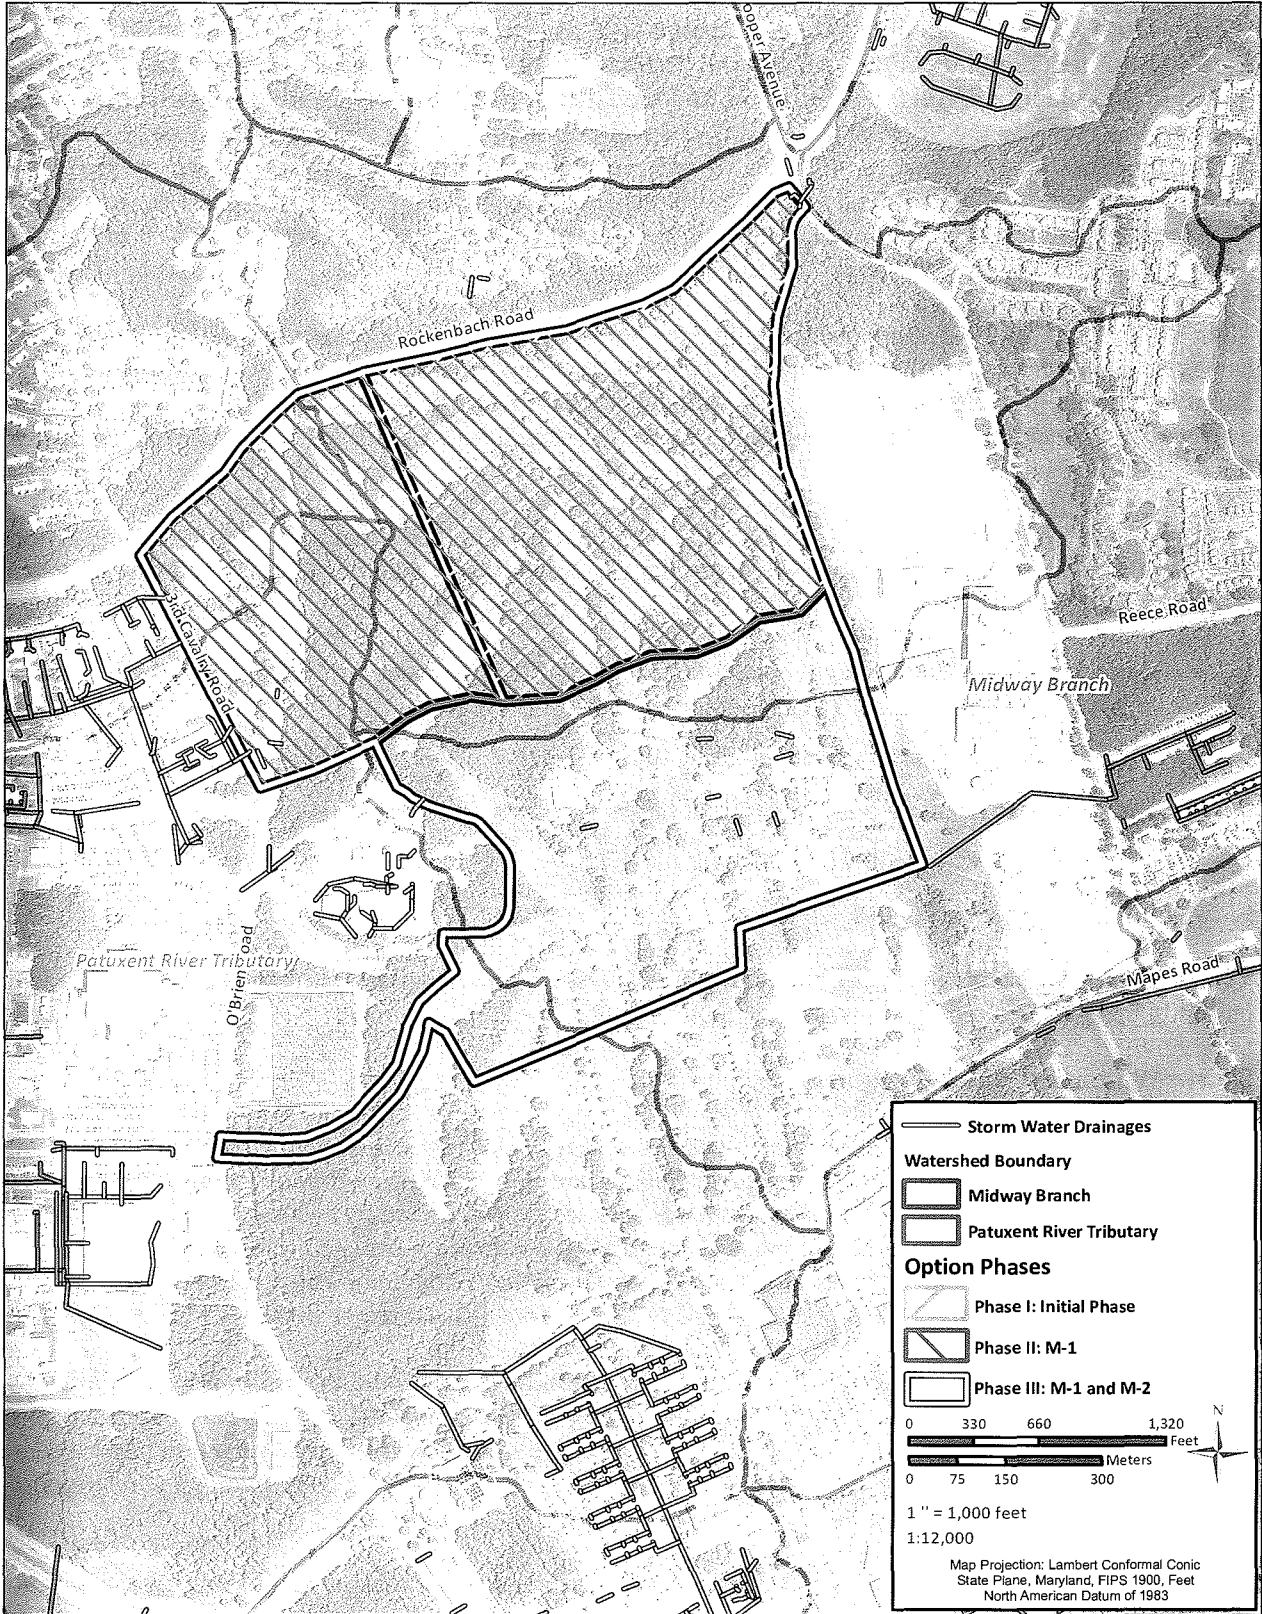 ooper Avenue
Rockenbach Road
3rd Cavalry Road
Reece Road
Midway Branch
Patuxent River Tributary
O'Brien Road
Mapes Road
Storm Water Drainages
Watershed Boundary
Midway Branch
Patuxent River Tributary
Option Phases
Phase I: Initial Phase
Phase II: M-1
Phase III: M-1 and M-2
N
0 330 660 1,320
Feet
Meters
0 75 150 300
1 " = 1,000 feet
1:12,000
Map Projection: Lambert Conformal Conic
State Plane, Maryland, FIPS 1900, Feet
North American Datum of 1983